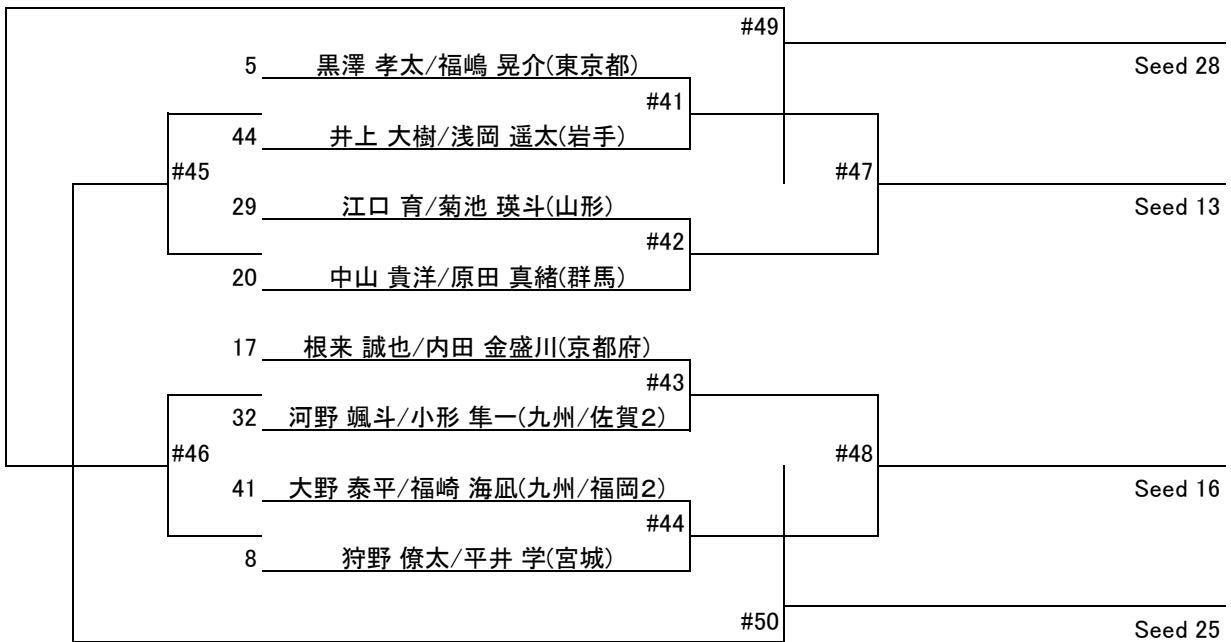 #49
5 黒澤 孝太/福嶋 晃介(東京都)
Seed 28
#41
44 井上 大樹/浅岡 遥太(岩手)
#45
#47
29 江口 育/菊池 瑛斗(山形)
Seed 13
#42
20 中山 貴洋/原田 真緒(群馬)
17 根来 誠也/内田 金盛川(京都府)
#43
32 河野 颯斗/小形 隼一(九州/佐賀2)
#46
#48
41 大野 泰平/福崎 海凪(九州/福岡2)
Seed 16
#44
8 狩野 僚太/平井 学(宮城)
#50
Seed 25